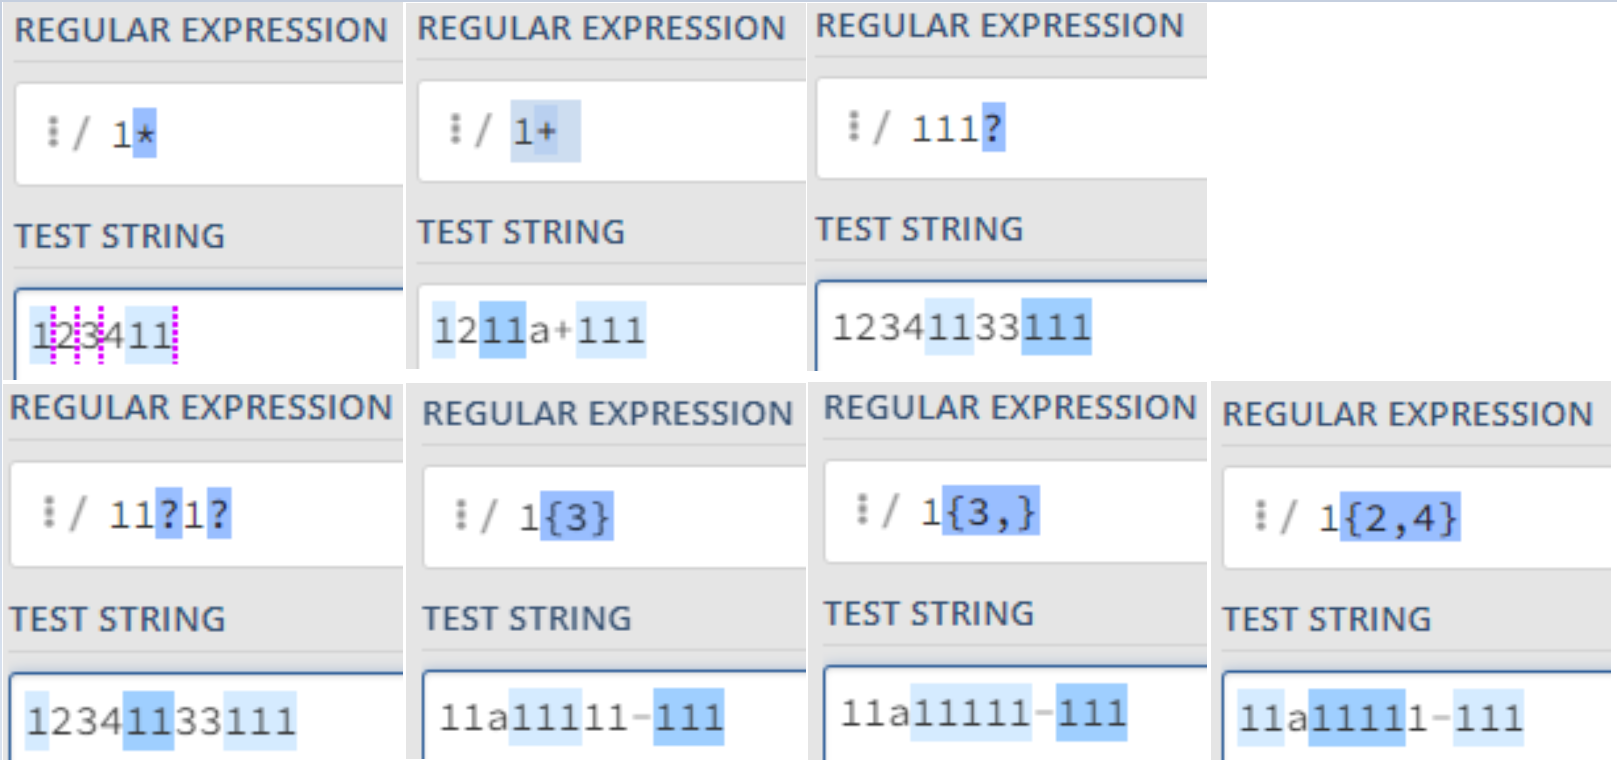 REGULAR EXPRESSION
/ 1*
TEST STRING
123411
REGULAR EXPRESSION
/ 1+
TEST STRING
1211a+111
REGULAR EXPRESSION
/ 111?
TEST STRING
12341133111
REGULAR EXPRESSION
/ 11?1?
TEST STRING
12341133111
REGULAR EXPRESSION
/ 1{3}
TEST STRING
11a11111-111
REGULAR EXPRESSION
/ 1{3,}
TEST STRING
11a11111-111
REGULAR EXPRESSION
/ 1{2,4}
TEST STRING
11a11111-111